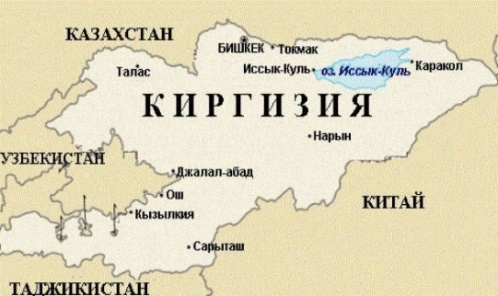 КАЗАХСТАН
БИШКЕК Токмак
Талас
Иссык-Куль
оз. Иссык-Куль
Каракол
КИРГИЗИЯ
Нарын
УЗБЕКИСТАН
Джалал-абад
Ош
КИТАЙ
Кызылкия
Сарыташ
ТАДЖИКИСТАН